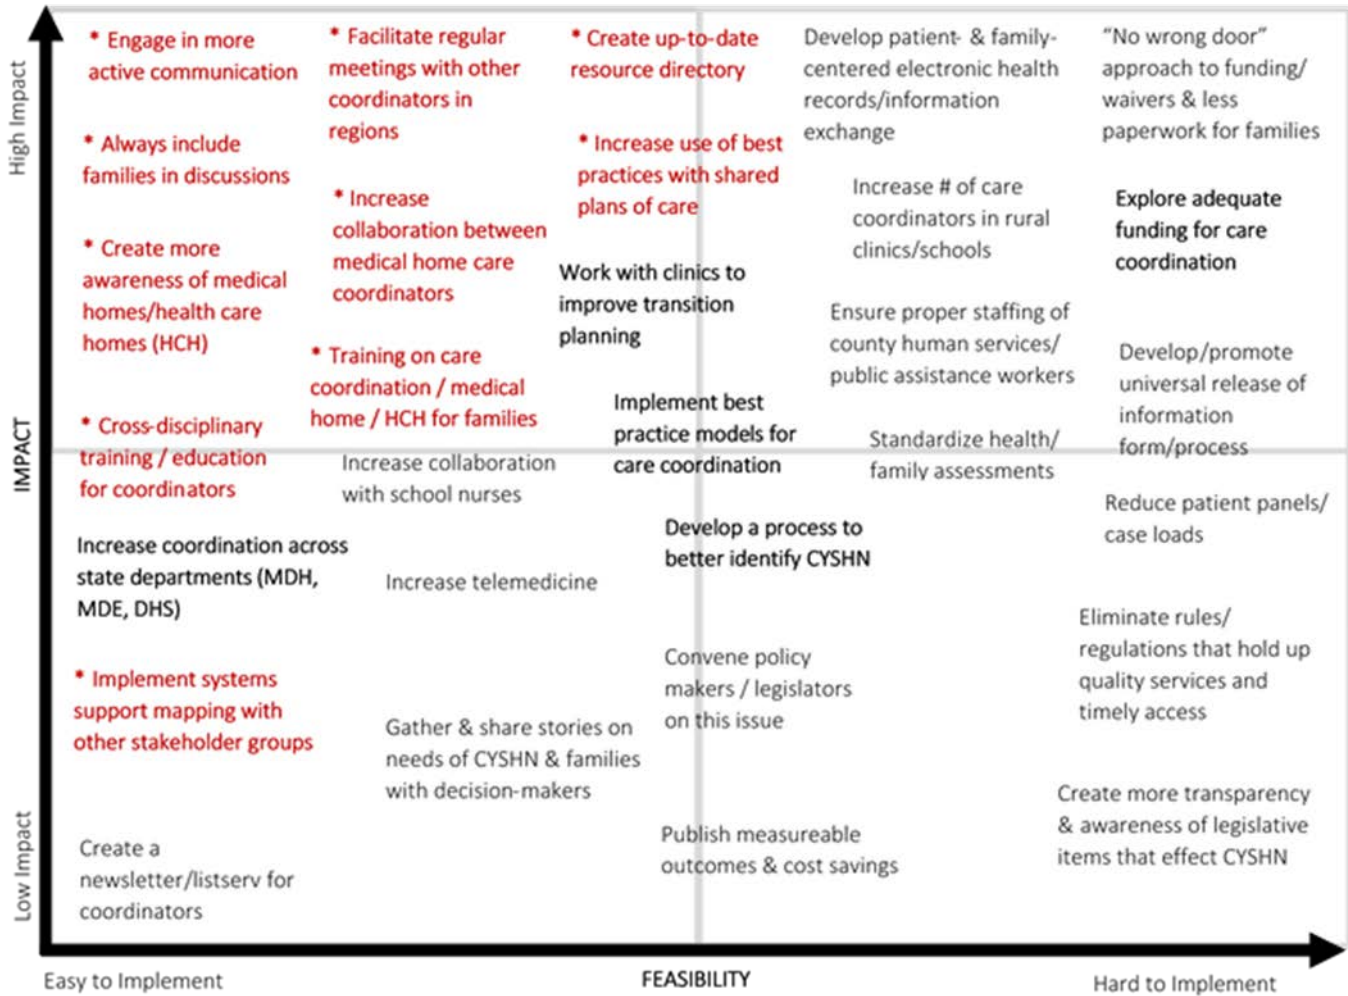 High Impact
IMPACT
Low Impact
* Engage in more
active communication
* Always include
families in discussions
* Create more
awareness of medical
homes/health care
homes (HCH)
* Cross-disciplinary
training / education
for coordinators
Increase coordination across
state departments (MDH,
MDE, DHS)
* Implement systems
support mapping with
other stakeholder groups
Create a
newsletter/listserv for
coordinators
* Facilitate regular
meetings with other
coordinators in
regions
* Increase
collaboration between
medical home care
coordinators
* Training on care
coordination / medical
home / HCH for families
Increase collaboration
with school nurses
Increase telemedicine
Gather & share stories on
needs of CYSHN & families
with decision-makers
* Create up-to-date
resource directory
* Increase use of best
practices with shared
plans of care
Work with clinics to
improve transition
planning
Implement best
practice models for
care coordination
Develop a process to
better identify CYSHN
Convene policy
makers / legislators
on this issue
Publish measureable
outcomes & cost savings
Develop patient- & family-
centered electronic health
records/information
exchange
Increase # of care
coordinators in rural
clinics/schools
Ensure proper staffing of
county human services/
public assistance workers
Standardize health/
family assessments
“No wrong door”
approach to funding/
waivers & less
paperwork for families
Explore adequate
funding for care
coordination
Develop/promote
universal release of
information
form/process
Reduce patient panels/
case loads
Eliminate rules/
regulations that hold up
quality services and
timely access
Create more transparency
& awareness of legislative
items that effect CYSHN
Easy to Implement
FEASIBILITY
Hard to Implement